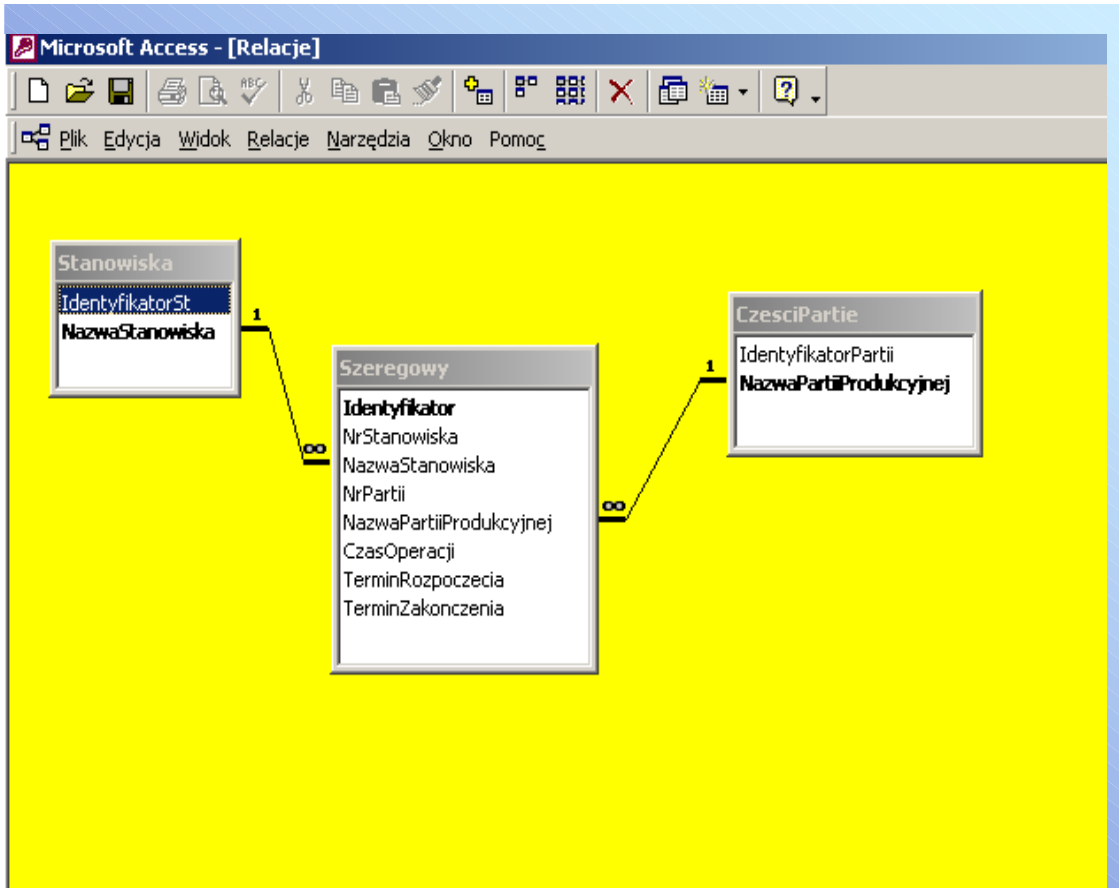 Microsoft Access - [Relacje]
ABC
Plik Edycja Widok Relacje Narzędzia Okno Pomoc
Stanowiska
IdentyfikatorSt
NazwaStanowiska
1
∞
Szeregowy
Identyfikator
NrStanowiska
NazwaStanowiska
NrPartii
NazwaPartiiProdukcyjnej
CzasOperacji
TerminRozpoczecia
TerminZakonczenia
1
∞
CzesciPartie
IdentyfikatorPartii
NazwaPartiiProdukcyjnej